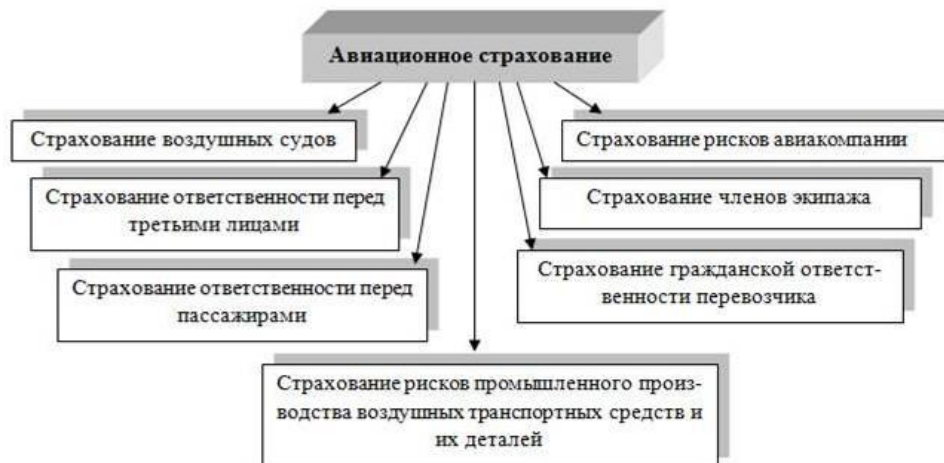 Авиационное страхование
Страхование воздушных судов
Страхование рисков авиакомпании
Страхование ответственности перед
третьими лицами
Страхование членов экипажа
Страхование ответственности перед
пассажирами
Страхование гражданской ответст-
венности перевозчика
Страхование рисков промышленного произ-
водства воздушных транспортных средств и
их деталей